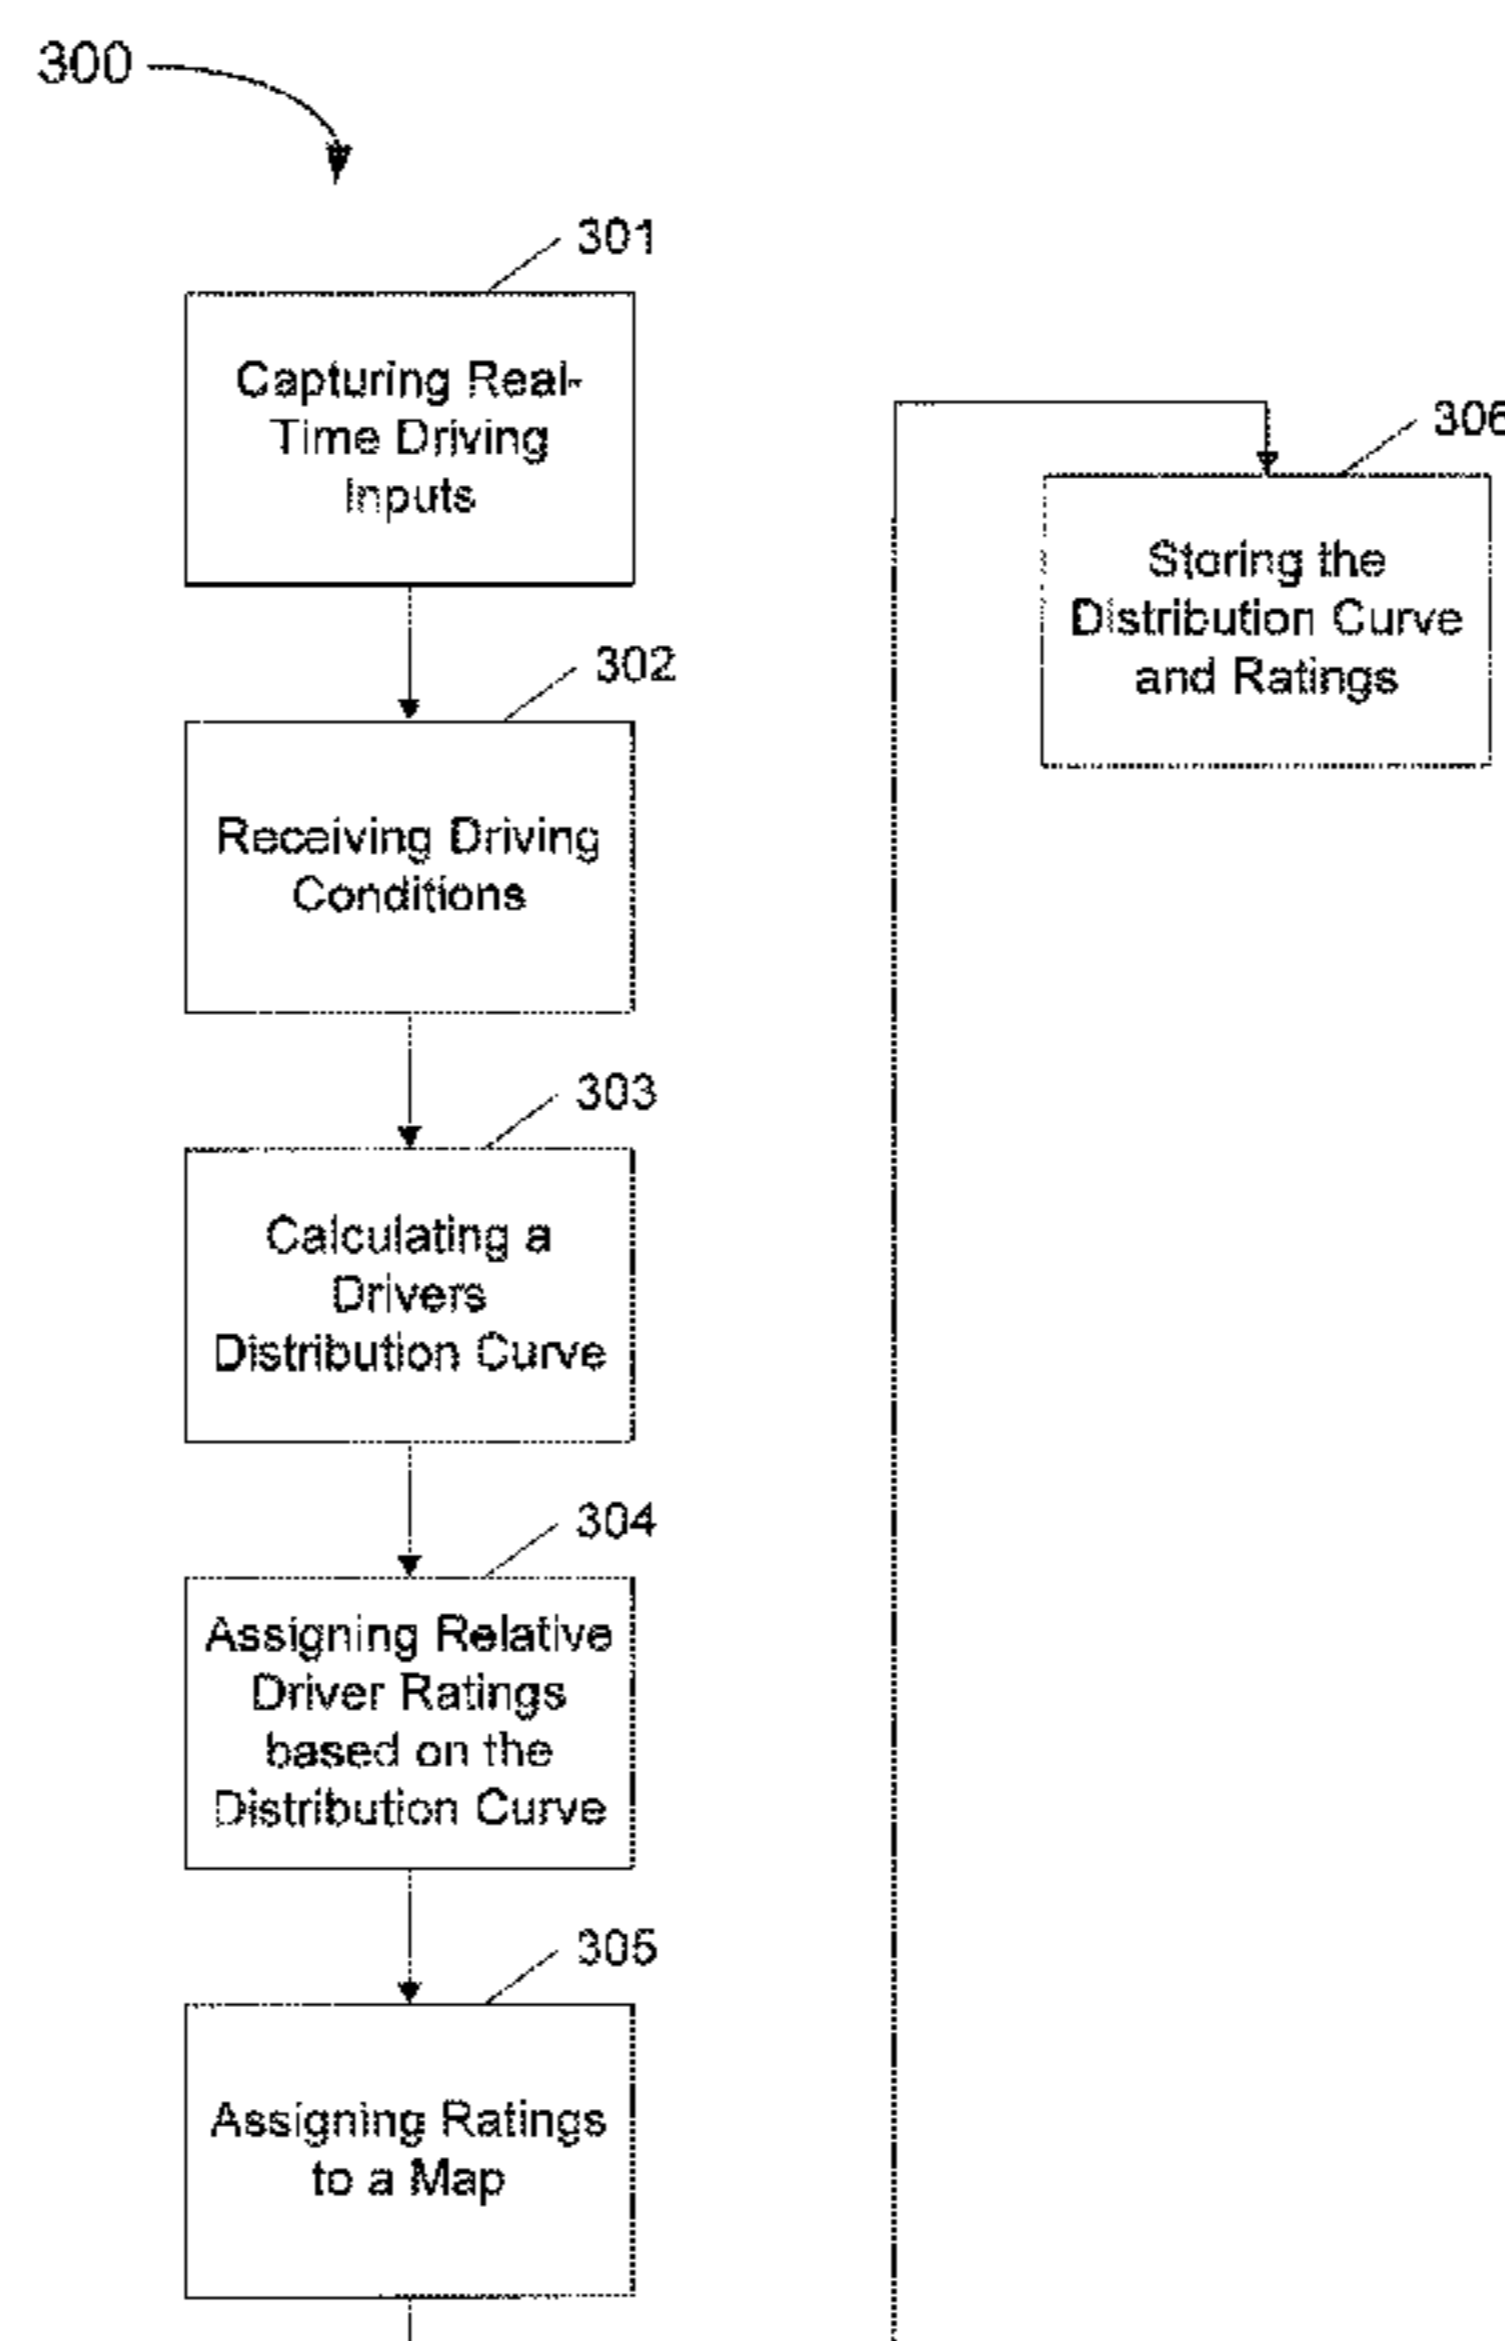 300
301
Capturing Real-
Time Driving
Inputs
302
Receiving Driving
Conditions
303
Calculating a
Drivers
Distribution Curve
304
Assigning Relative
Driver Ratings
based on the
Distribution Curve
305
Assigning Ratings
to a Map
306
Storing the
Distribution Curve
and Ratings